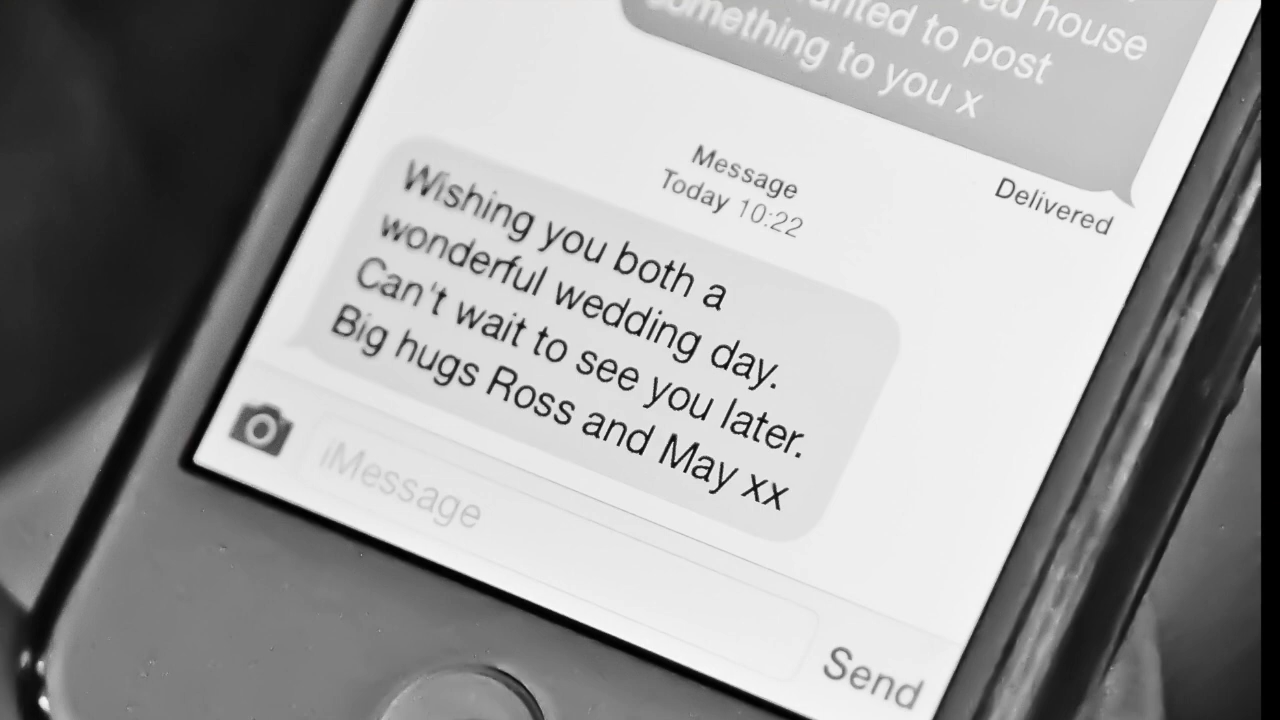 house
to post
something to you x
Delivered
Message
Today 10:22
Wishing you both a
wonderful wedding day.
Can't wait to see you later.
Big hugs Ross and May xx
iMessage
Send